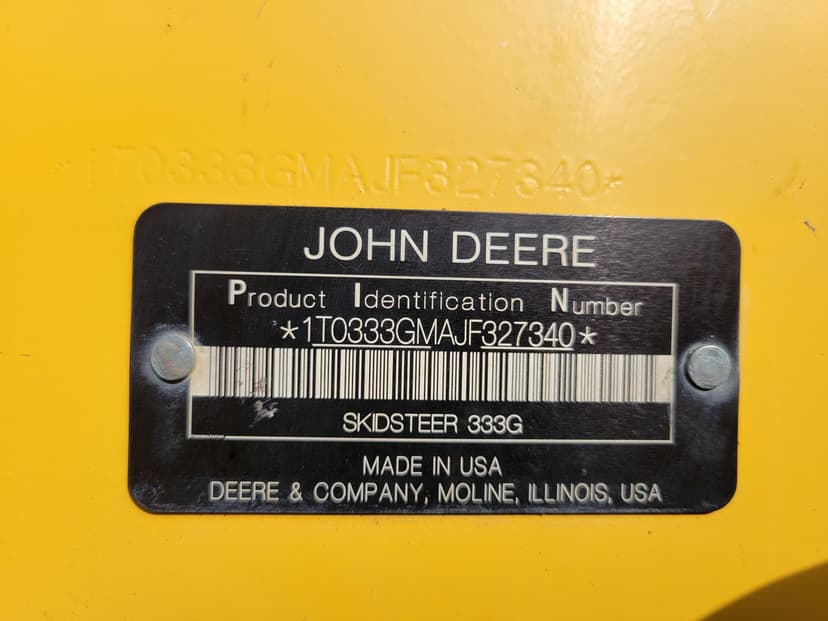 *1T0333GMAJF327340*
JOHN DEERE
Product Identification Number
*1T0333GMAJF327340*
SKIDSTEER 333G
MADE IN USA
DEERE & COMPANY, MOLINE, ILLINOIS, USA